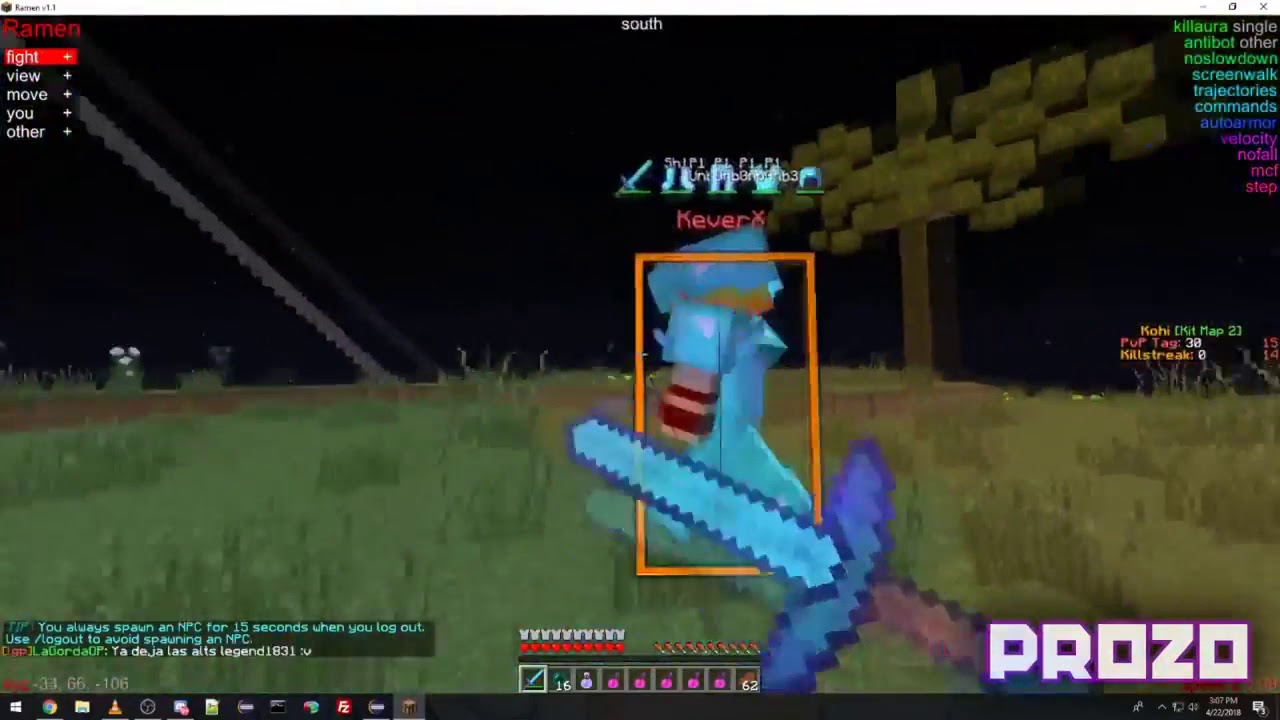 Ramen v1.1
Ramen
fight +
view +
move +
you +
other +
south
killaura single
antibot other
noslowdown
screenwalk
trajectories
commands
autoarmor
velocity
nofall
mcf
step
KeverX
Kohi [Kit Map 2]
PvP Tag: 30 15
Killstreak: 0 14
You always spawn an NPC for 15 seconds when you log out.
Use /logout to avoid spawning an NPC.
LaGordaOP: Ya deja las alts legend1831 :v
-33, 66, -106
16
62
PROZO
3:07 PM
4/22/2018